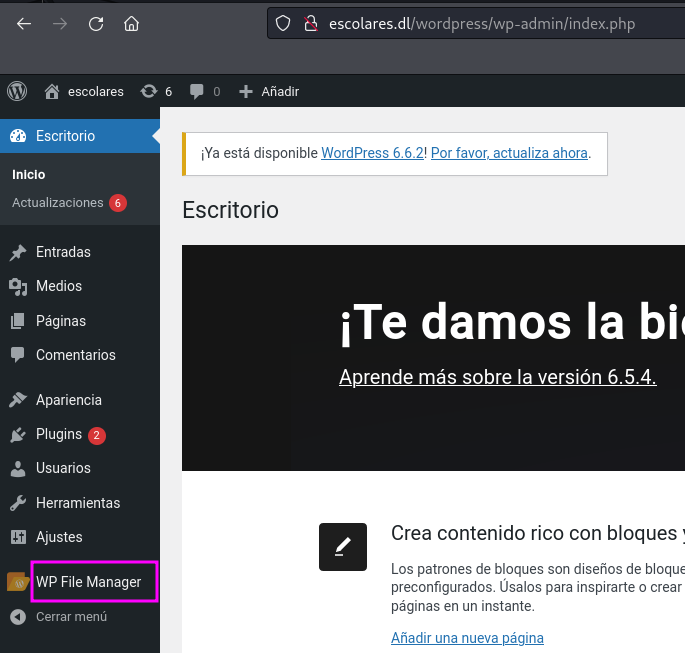 escolares.dl/wordpress/wp-admin/index.php
escolares 6 0 Añadir
Escritorio
Inicio
Actualizaciones 6
Entradas
Medios
Páginas
Comentarios
Apariencia
Plugins 2
Usuarios
Herramientas
Ajustes
WP File Manager
Cerrar menú
¡Ya está disponible WordPress 6.6.2! Por favor, actualiza ahora.
Escritorio
¡Te damos la bi
Aprende más sobre la versión 6.5.4.
Crea contenido rico con bloques y
Los patrones de bloques son diseños de bloque
preconfigurados. Úsalos para inspirarte o crear
páginas en un instante.
Añadir una nueva página